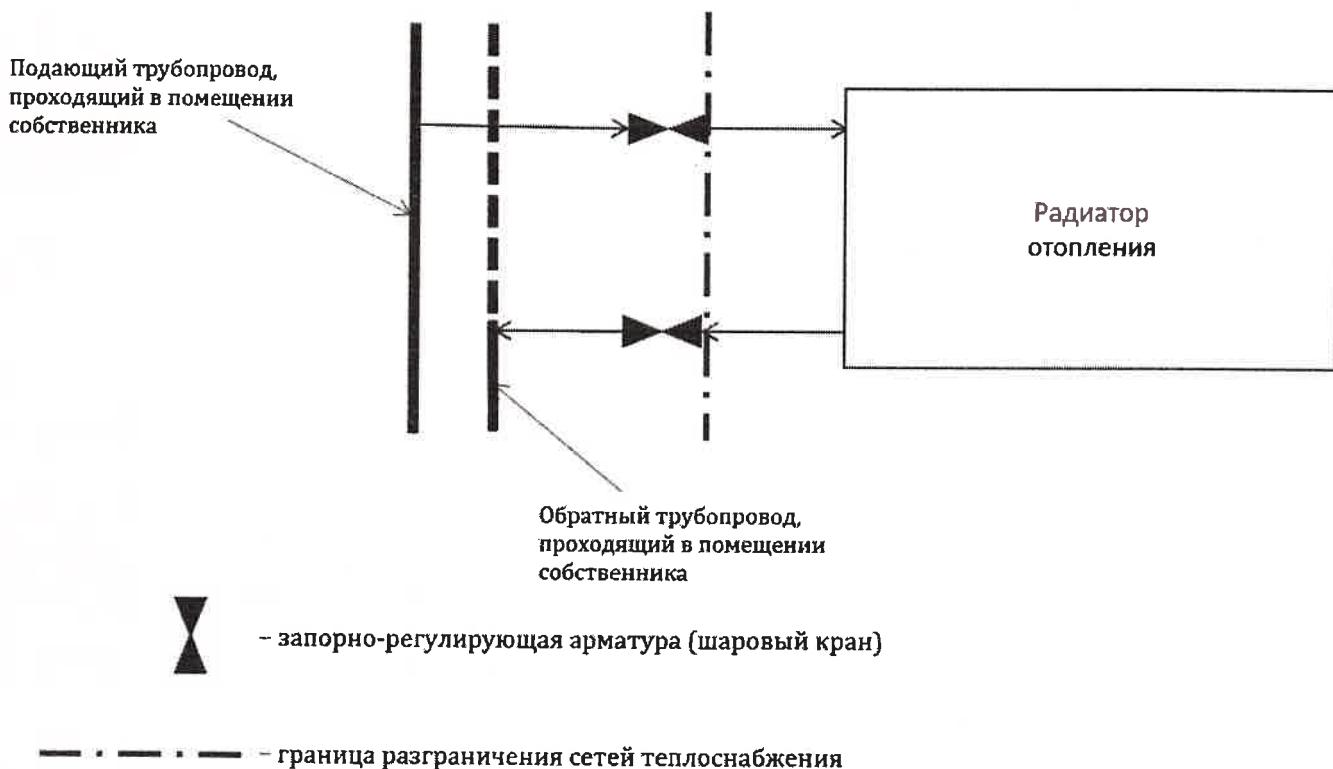 Подающий трубопровод,
проходящий в помещении
собственника
Радиатор
отопления
Обратный трубопровод,
проходящий в помещении
собственника
– запорно-регулирующая арматура (шаровый кран)
– граница разграничения сетей теплоснабжения